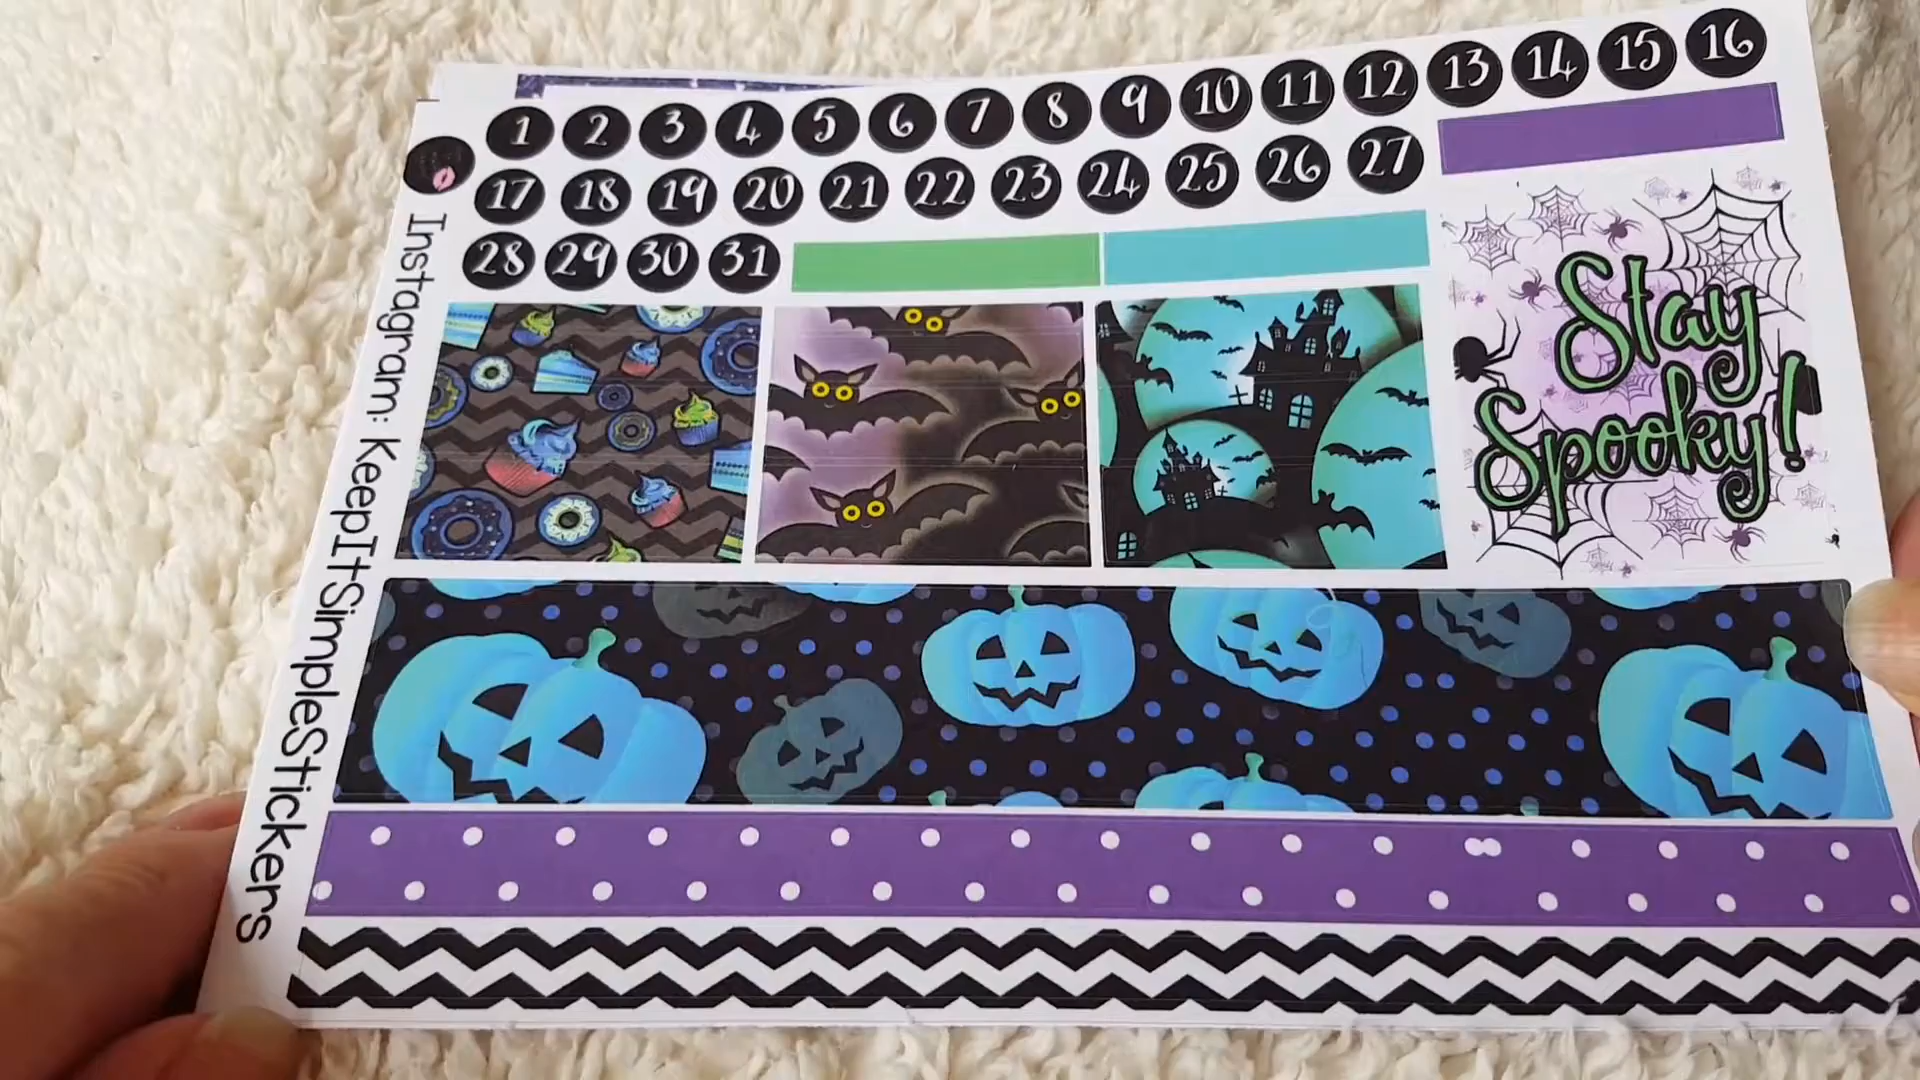 1 2 3 4 5 6 7 8 9 10 11 12 13 14 15 16
17 18 19 20 21 22 23 24 25 26 27
28 29 30 31
Stay
Spooky!
Instagram: KeepItSimpleStickers